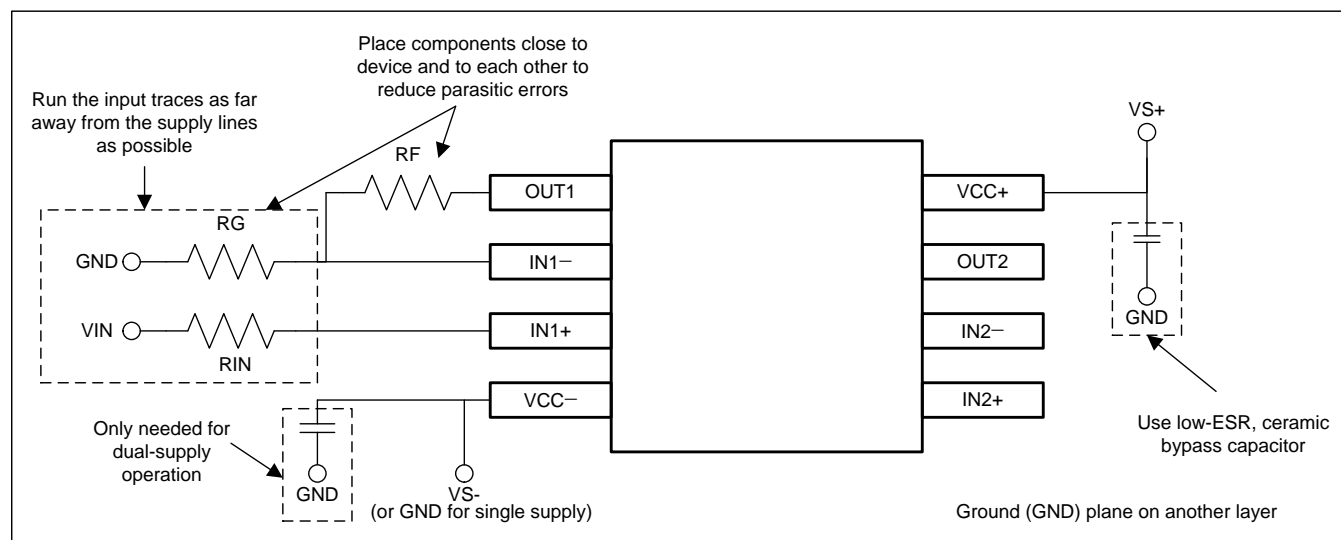 Place components close to
device and to each other to
reduce parasitic errors
Run the input traces as far
away from the supply lines
as possible
VS+
RF
OUT1
VCC+
RG
GND
IN1−
OUT2
VIN
IN1+
GND
IN2−
RIN
VCC−
IN2+
Only needed for
dual-supply
operation
Use low-ESR, ceramic
bypass capacitor
GND
VS-
(or GND for single supply)
Ground (GND) plane on another layer